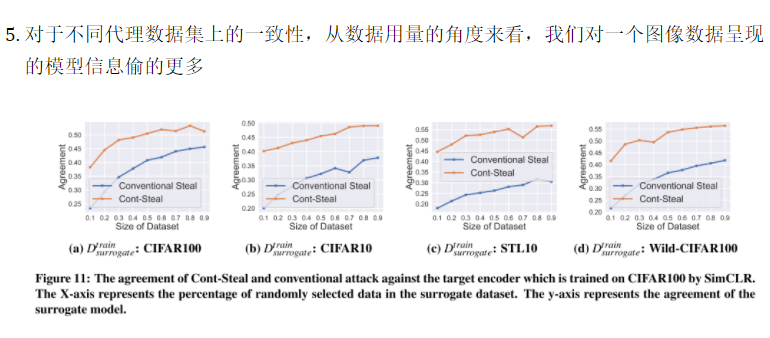 5. 对于不同代理数据集上的一致性，从数据用量的角度来看，我们对一个图像数据呈现
的模型信息偷的更多
0.50
0.45
0.40
0.35
0.30
0.25
Agreement
Conventional Steal
Cont-Steal
0.1 0.2 0.3 0.4 0.5 0.6 0.7 0.8 0.9
Size of Dataset
(a) D^train_surrogate: CIFAR100
0.50
0.45
0.40
0.35
0.30
0.25
0.20
Agreement
Conventional Steal
Cont-Steal
0.1 0.2 0.3 0.4 0.5 0.6 0.7 0.8 0.9
Size of Dataset
(b) D^train_surrogate: CIFAR10
0.55
0.50
0.45
0.40
0.35
0.30
0.25
0.20
Agreement
Conventional Steal
Cont-Steal
0.1 0.2 0.3 0.4 0.5 0.6 0.7 0.8 0.9
Size of Dataset
(c) D^train_surrogate: STL10
0.55
0.50
0.45
0.40
0.35
0.30
0.25
0.20
Agreement
Conventional Steal
Cont-Steal
0.1 0.2 0.3 0.4 0.5 0.6 0.7 0.8 0.9
Size of Dataset
(d) D^train_surrogate: Wild-CIFAR100
Figure 11: The agreement of Cont-Steal and conventional attack against the target encoder which is trained on CIFAR100 by SimCLR.
The X-axis represents the percentage of randomly selected data in the surrogate dataset. The y-axis represents the agreement of the
surrogate model.